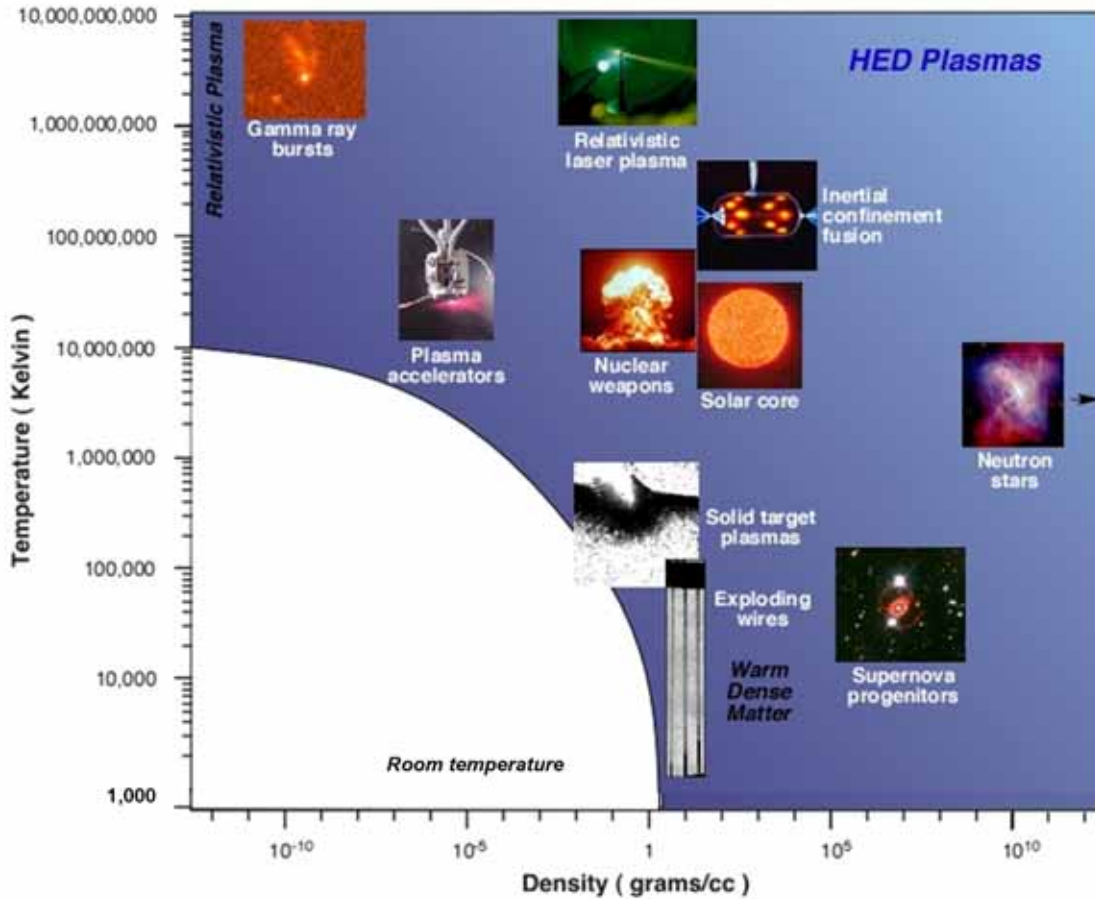 10,000,000,000
1,000,000,000
100,000,000
10,000,000
1,000,000
100,000
10,000
1,000
Temperature ( Kelvin )
Relativistic Plasma
HED Plasmas
Gamma ray
bursts
Relativistic
laser plasma
Inertial
confinement
fusion
Plasma
accelerators
Nuclear
weapons
Solar core
Neutron
stars
Solid target
plasmas
Exploding
wires
Warm
Dense
Matter
Supernova
progenitors
Room temperature
10⁻¹⁰
10⁻⁵
1
10⁵
10¹⁰
Density ( grams/cc )